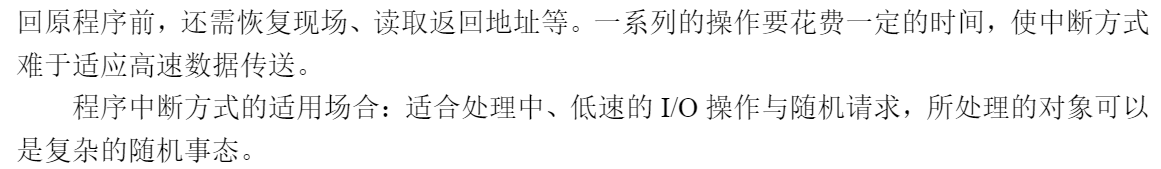 回原程序前，还需恢复现场、读取返回地址等。一系列的操作要花费一定的时间，使中断方式
难于适应高速数据传送。
程序中断方式的适用场合：适合处理中、低速的 I/O 操作与随机请求，所处理的对象可以
是复杂的随机事态。